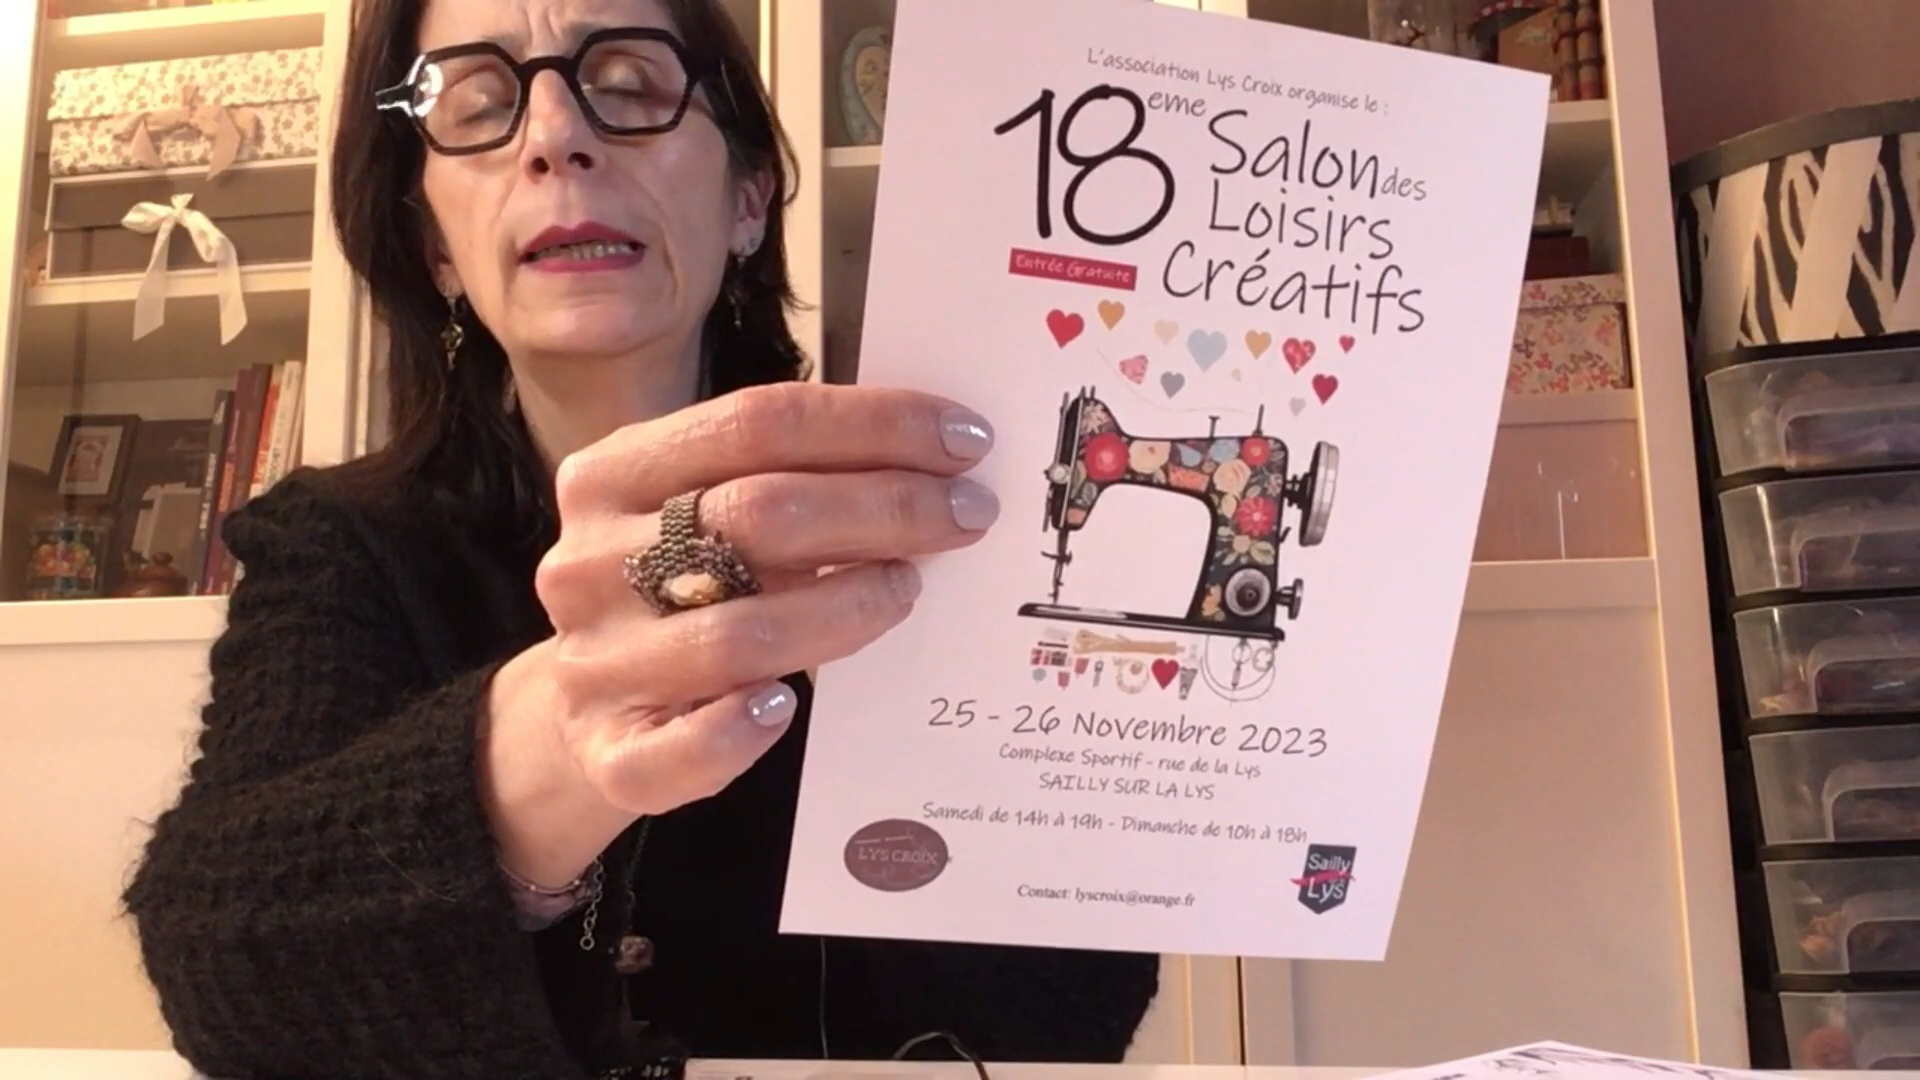 L'association Lys Croix organise le :
18eme Salon des
Loisirs
Créatifs
Entrée Gratuite
25 - 26 Novembre 2023
Complexe Sportif - rue de la Lys
SAILLY SUR LA LYS
Samedi de 14h à 19h - Dimanche de 10h à 18h
LYS CROIX
Sailly
Lys
Contact: lyscroix@orange.fr